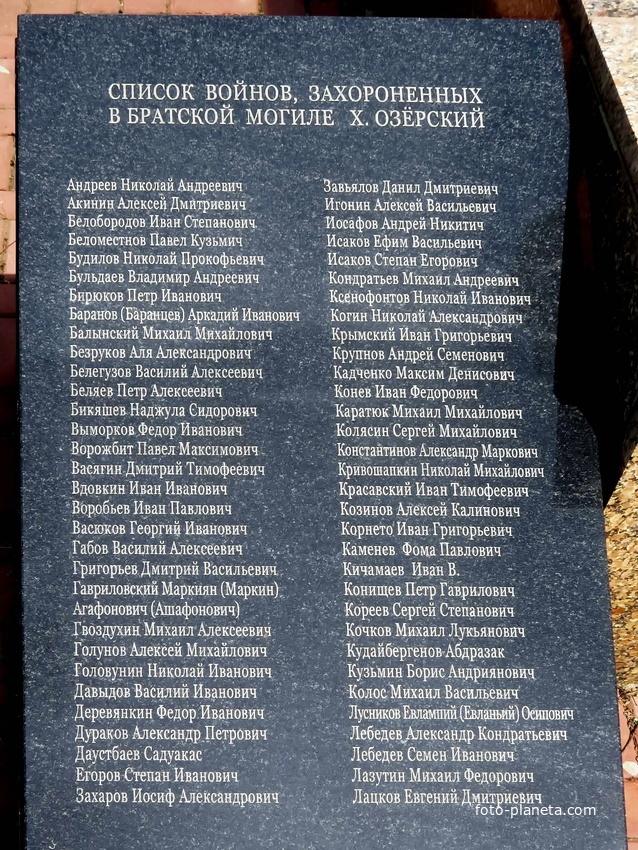 СПИСОК ВОЙНОВ, ЗАХОРОНЕННЫХ
В БРАТСКОЙ МОГИЛЕ Х. ОЗЁРСКИЙ
Андреев Николай Андреевич
Акинин Алексей Дмитриевич
Белобородов Иван Степанович
Беломестнов Павел Кузьмич
Будилов Николай Прокофьевич
Бульдаев Владимир Андреевич
Бирюков Петр Иванович
Баранов (Баранцев) Аркадий Иванович
Балынский Михаил Михайлович
Безруков Аля Александрович
Белегузов Василий Алексеевич
Беляев Петр Алексеевич
Бикяшев Наджула Сидорович
Выморков Федор Иванович
Ворожбит Павел Максимович
Васягин Дмитрий Тимофеевич
Вдовкин Иван Иванович
Воробьев Иван Павлович
Васюков Георгий Иванович
Габов Василий Алексеевич
Григорьев Дмитрий Васильевич
Гавриловский Маркиян (Маркин)
Агафонович (Ашафонович)
Гвоздухин Михаил Алексеевич
Голунов Алексей Михайлович
Головунин Николай Иванович
Давыдов Василий Иванович
Деревянкин Федор Иванович
Дураков Александр Петрович
Даустбаев Садуакас
Егоров Степан Иванович
Захаров Иосиф Александрович
Завьялов Данил Дмитриевич
Игонин Алексей Васильевич
Иосафов Андрей Никитич
Исаков Ефим Васильевич
Исаков Степан Егорович
Кондратьев Михаил Андреевич
Ксенофонтов Николай Иванович
Когин Николай Александрович
Крымский Иван Григорьевич
Крупнов Андрей Семенович
Кадченко Максим Денисович
Конев Иван Федорович
Каратюк Михаил Михайлович
Колясин Сергей Михайлович
Константинов Александр Маркович
Кривошапкин Николай Михайлович
Красавский Иван Тимофеевич
Козинов Алексей Калинович
Корнето Иван Григорьевич
Каменев Фома Павлович
Кичамаев Иван В.
Конищев Петр Гаврилович
Кореев Сергей Степанович
Кочков Михаил Лукьянович
Кудайбергенов Абдразак
Кузьмин Борис Андриянович
Колос Михаил Васильевич
Лусников Евлампий (Евланый) Осипович
Лебедев Александр Кондратьевич
Лебедев Семен Иванович
Лазутин Михаил Федорович
Лацков Евгений Дмитриевич
foto-planeta.com